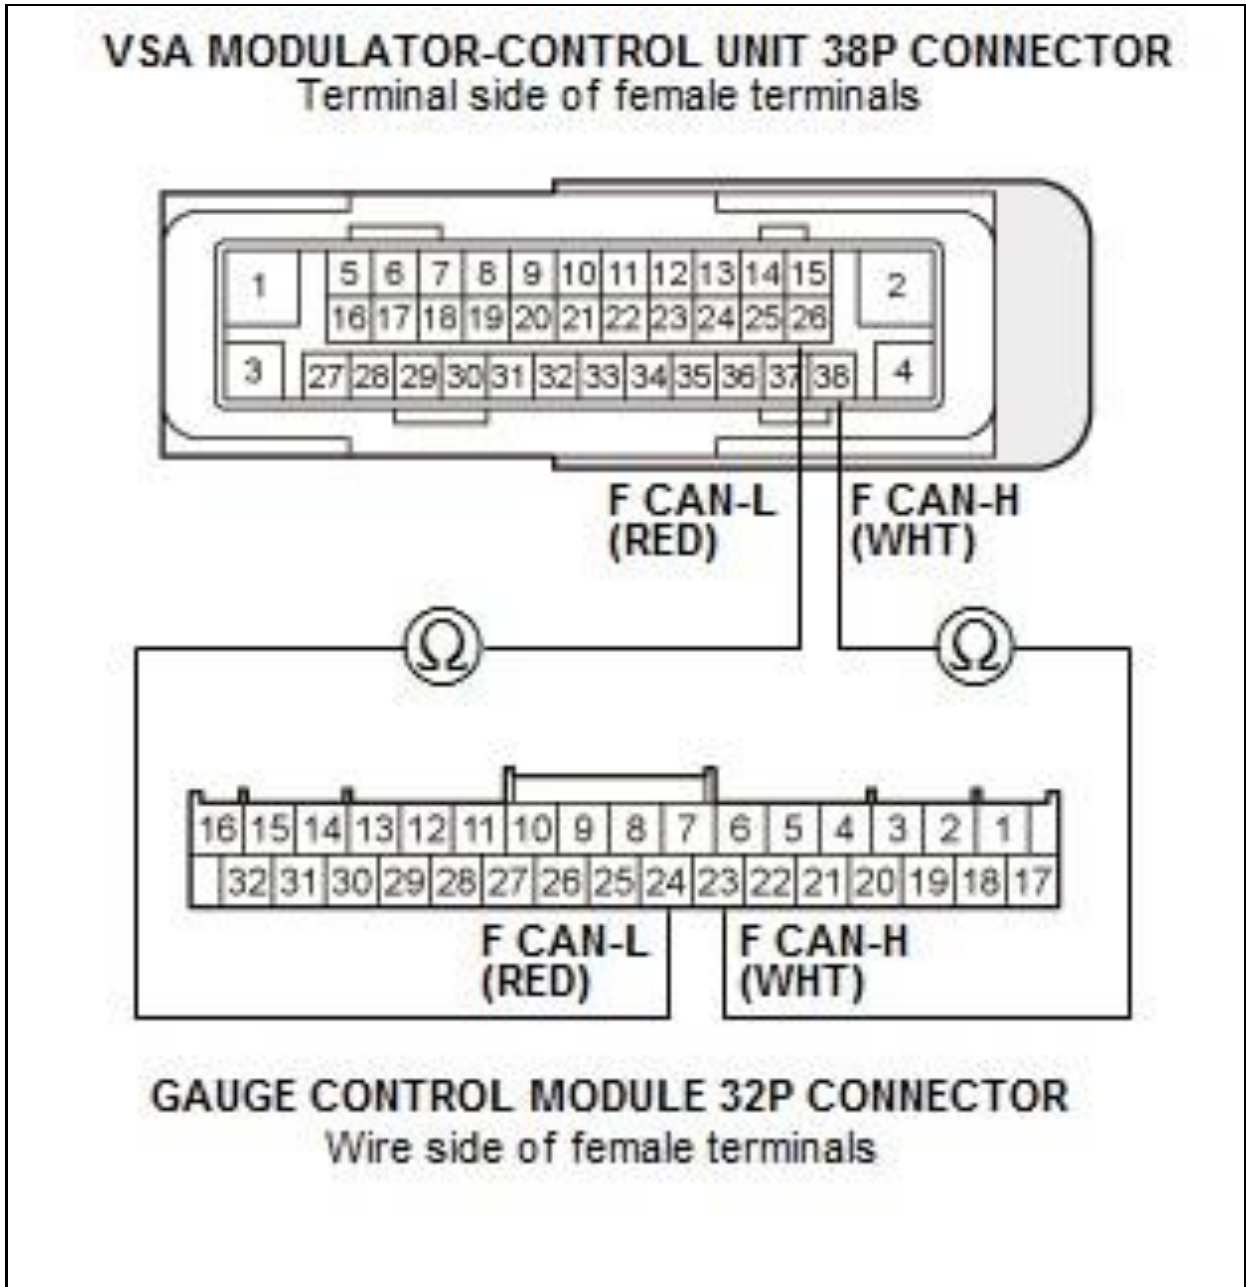 VSA MODULATOR-CONTROL UNIT 38P CONNECTOR
Terminal side of female terminals
1 5 6 7 8 9 10 11 12 13 14 15 2
16 17 18 19 20 21 22 23 24 25 26
3 27 28 29 30 31 32 33 34 35 36 37 38 4
F CAN-L F CAN-H
(RED) (WHT)
Ω Ω
16 15 14 13 12 11 10 9 8 7 6 5 4 3 2 1
32 31 30 29 28 27 26 25 24 23 22 21 20 19 18 17
F CAN-L F CAN-H
(RED) (WHT)
GAUGE CONTROL MODULE 32P CONNECTOR
Wire side of female terminals